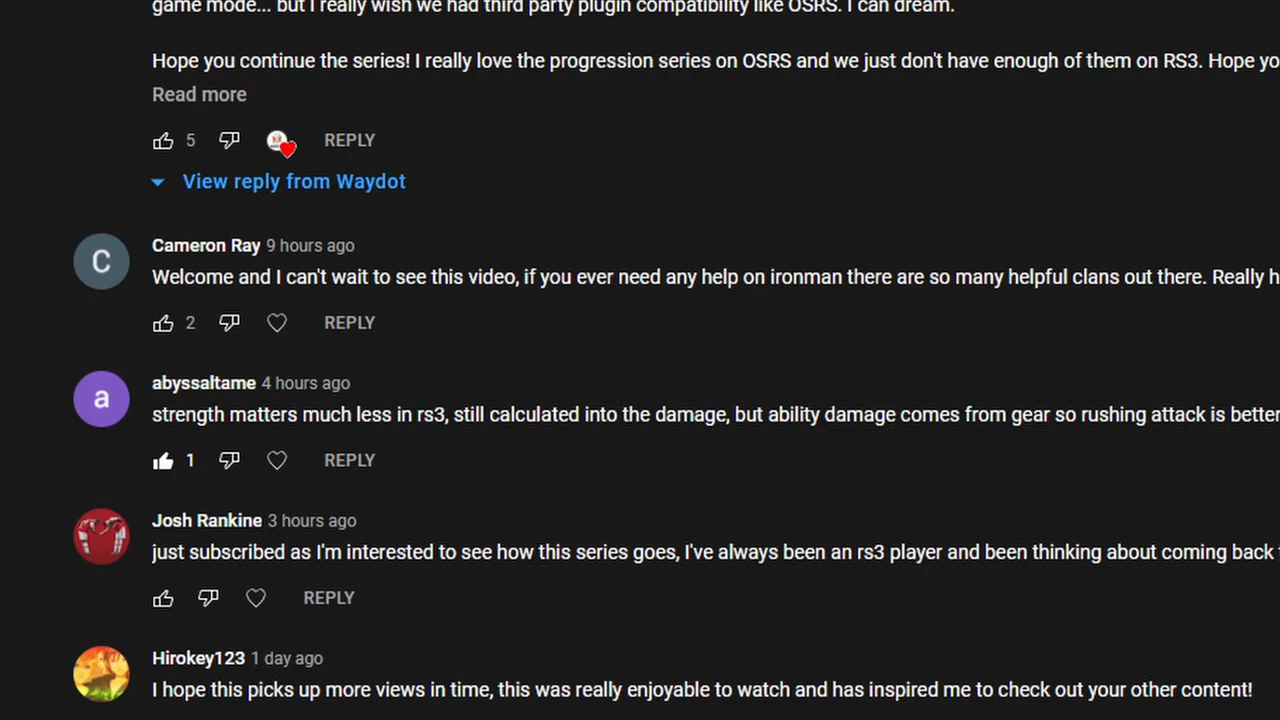 game mode... but I really wish we had third party plugin compatibility like OSRS. I can dream.
Hope you continue the series! I really love the progression series on OSRS and we just don't have enough of them on RS3. Hope yo
Read more
5 REPLY
View reply from Waydot
C
Cameron Ray 9 hours ago
Welcome and I can't wait to see this video, if you ever need any help on ironman there are so many helpful clans out there. Really h
2 REPLY
a
abyssaltame 4 hours ago
strength matters much less in rs3, still calculated into the damage, but ability damage comes from gear so rushing attack is better
1 REPLY
Josh Rankine 3 hours ago
just subscribed as I'm interested to see how this series goes, I've always been an rs3 player and been thinking about coming back
REPLY
Hirokey123 1 day ago
I hope this picks up more views in time, this was really enjoyable to watch and has inspired me to check out your other content!